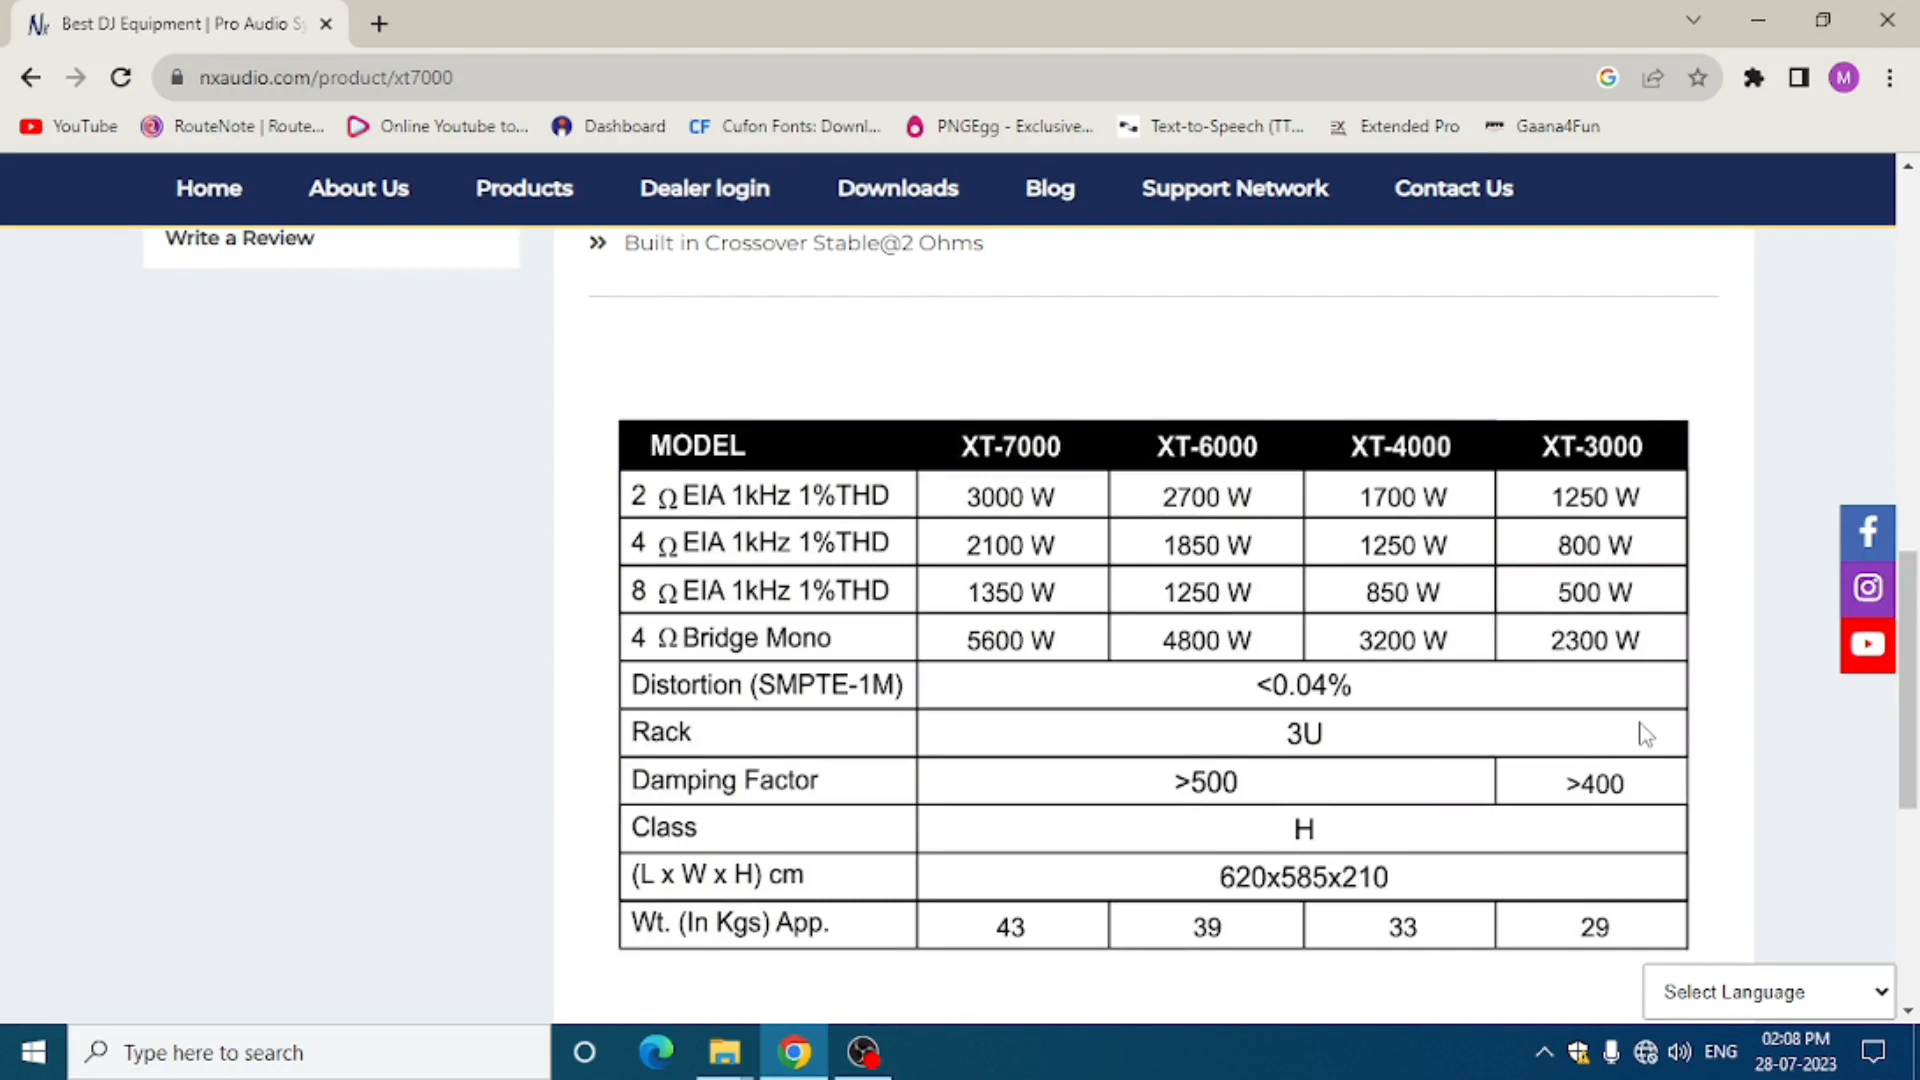 Best DJ Equipment | Pro Audio Sy
nxaudio.com/product/xt7000
M
YouTube RouteNote | Route... Online Youtube to... Dashboard CF Cufon Fonts: Downl... PNGEgg - Exclusive... Text-to-Speech (TT... Extended Pro Gaana4Fun
Home About Us Products Dealer login Downloads Blog Support Network Contact Us
Write a Review
» Built in Crossover Stable@2 Ohms
MODEL XT-7000 XT-6000 XT-4000 XT-3000
2 Ω EIA 1kHz 1%THD 3000 W 2700 W 1700 W 1250 W
4 Ω EIA 1kHz 1%THD 2100 W 1850 W 1250 W 800 W
8 Ω EIA 1kHz 1%THD 1350 W 1250 W 850 W 500 W
4 Ω Bridge Mono 5600 W 4800 W 3200 W 2300 W
Distortion (SMPTE-1M) <0.04%
Rack 3U
Damping Factor >500 >400
Class H
(L x W x H) cm 620x585x210
Wt. (In Kgs) App. 43 39 33 29
Select Language
Type here to search
ENG
02:08 PM
28-07-2023